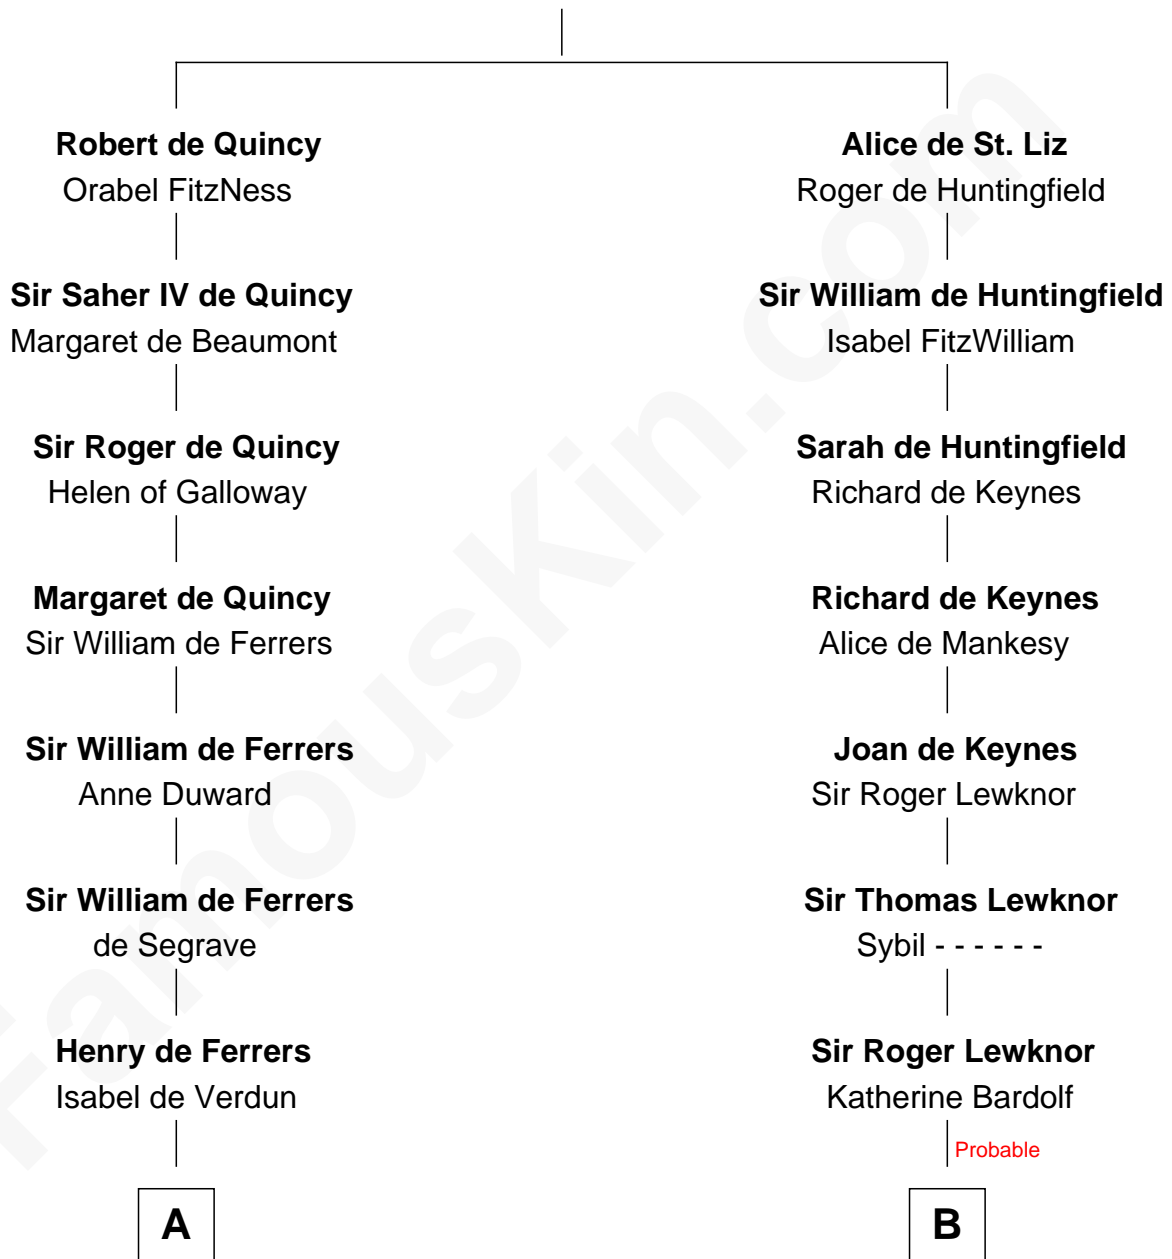 Robert de Quincy
Orabel FitzNess
Sir Saher IV de Quincy
Margaret de Beaumont
Sir Roger de Quincy
Helen of Galloway
Margaret de Quincy
Sir William de Ferrers
Sir William de Ferrers
Anne Duward
Sir William de Ferrers
de Segrave
Henry de Ferrers
Isabel de Verdun
A
Alice de St. Liz
Roger de Huntingfield
Sir William de Huntingfield
Isabel FitzWilliam
Sarah de Huntingfield
Richard de Keynes
Richard de Keynes
Alice de Mankesy
Joan de Keynes
Sir Roger Lewknor
Sir Thomas Lewknor
Sybil - - - - - -
Sir Roger Lewknor
Katherine Bardolf
Probable
B
FamousKin.com